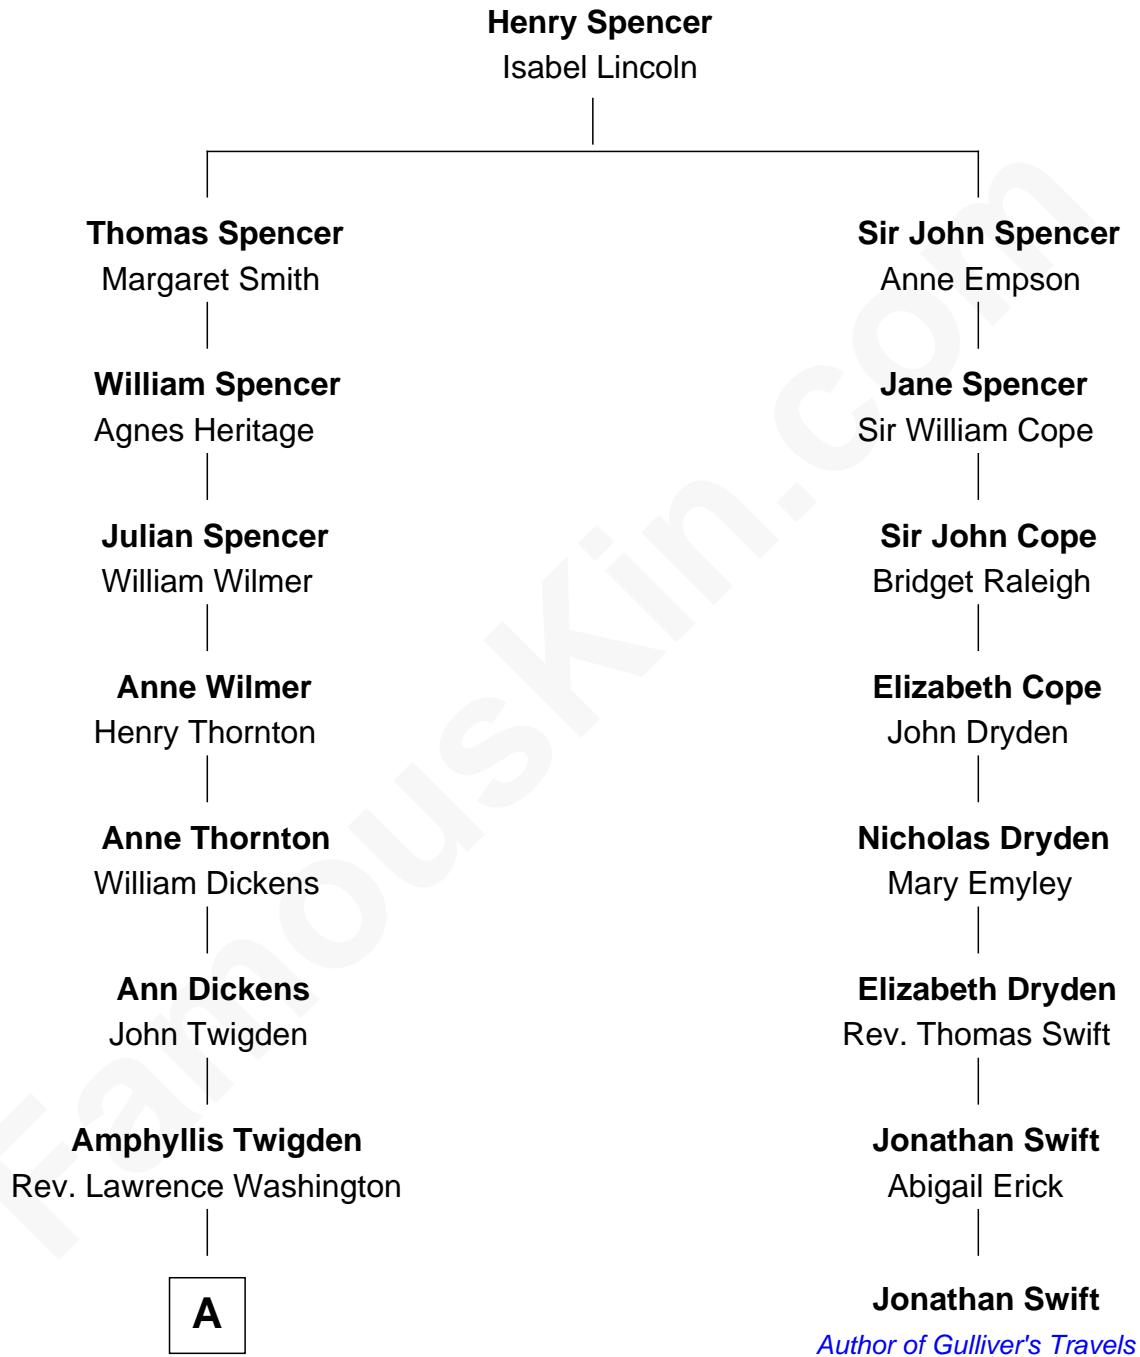 Henry Spencer
Isabel Lincoln
Thomas Spencer
Margaret Smith
William Spencer
Agnes Heritage
Julian Spencer
William Wilmer
Anne Wilmer
Henry Thornton
Anne Thornton
William Dickens
Ann Dickens
John Twigden
Amphyllis Twigden
Rev. Lawrence Washington
A
Sir John Spencer
Anne Empson
Jane Spencer
Sir William Cope
Sir John Cope
Bridget Raleigh
Elizabeth Cope
John Dryden
Nicholas Dryden
Mary Emyley
Elizabeth Dryden
Rev. Thomas Swift
Jonathan Swift
Abigail Erick
Jonathan Swift
Author of Gulliver's Travels
FamousKin.com